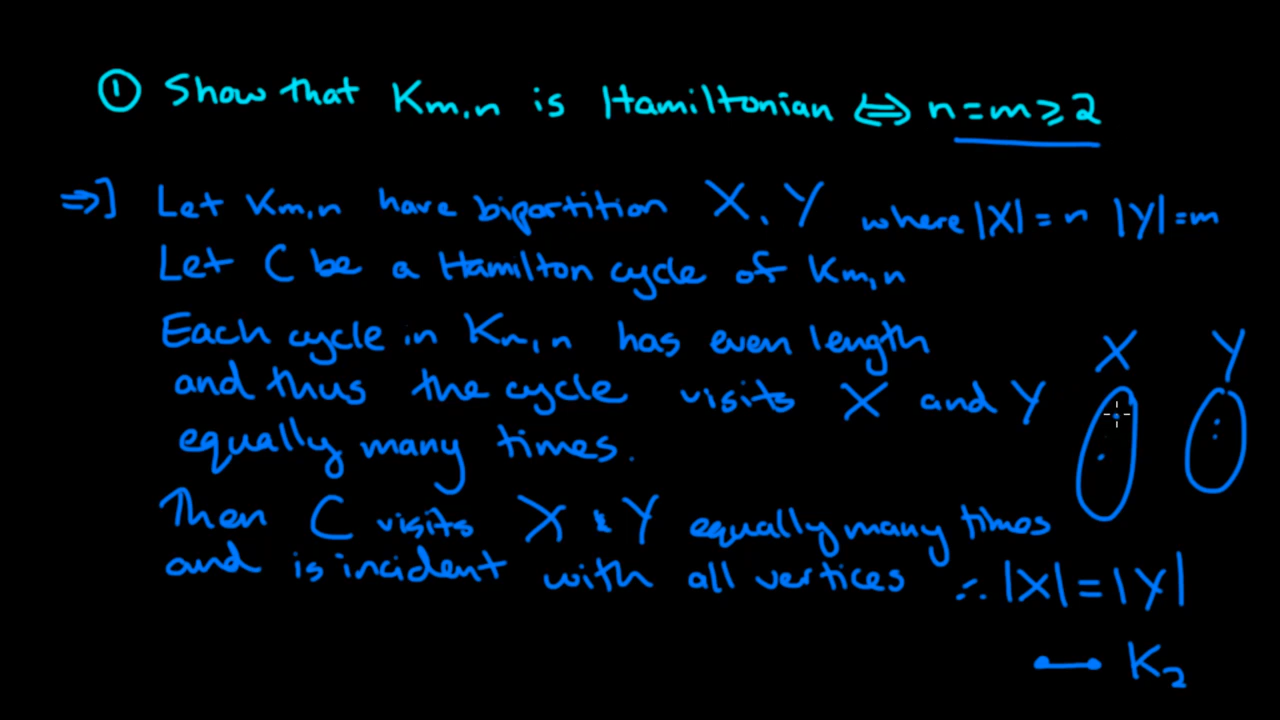 ① Show that Km,n is Hamiltonian ⇔ n=m≥2
⇒] Let Km,n have bipartition X, Y where |X|=n |Y|=m
Let C be a Hamilton cycle of Km,n
Each cycle in Km,n has even length
and thus the cycle visits X and Y
equally many times.
X Y
Then C visits X & Y equally many times
and is incident with all vertices ∴ |X|=|Y|
K2